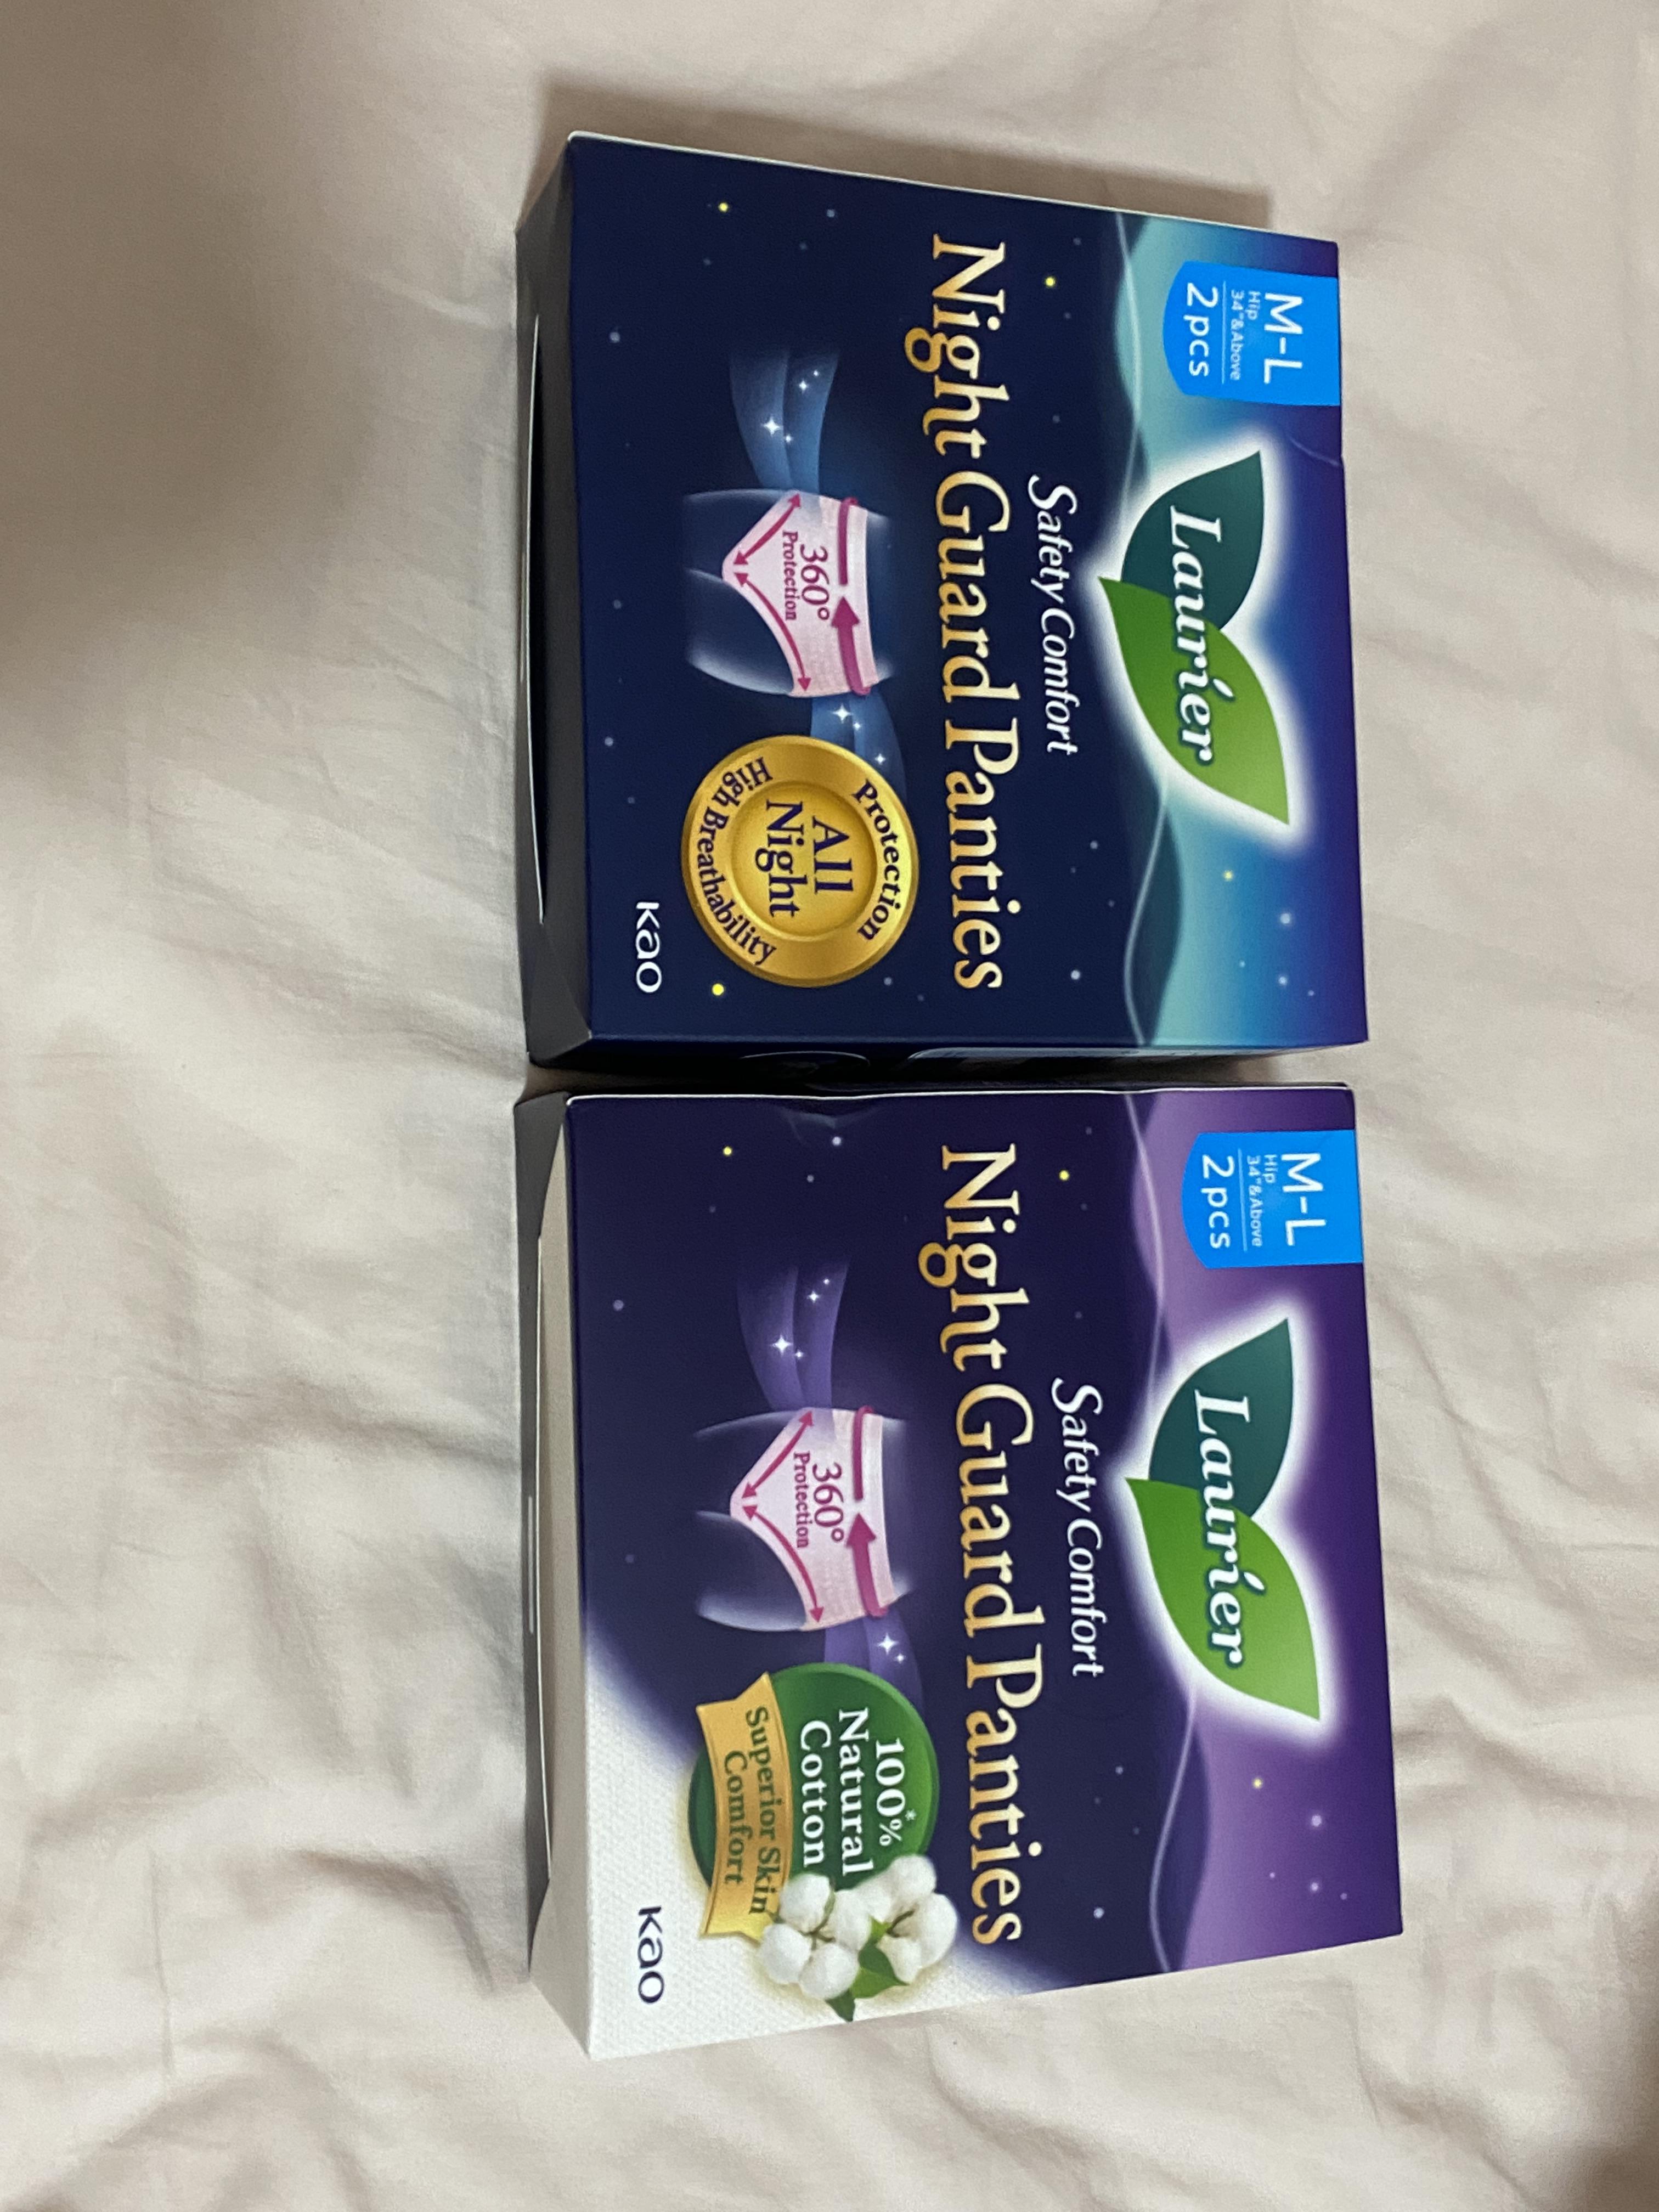 M-L
Hip
34"&Above
2pcs
Laurier
Safety Comfort
Night Guard Panties
360°
Protection
Protection
All
Night
High Breathability
Kao
M-L
Hip
34"&Above
2pcs
Laurier
Safety Comfort
Night Guard Panties
360°
Protection
100*%
Natural
Cotton
Superior Skin
Comfort
Kao